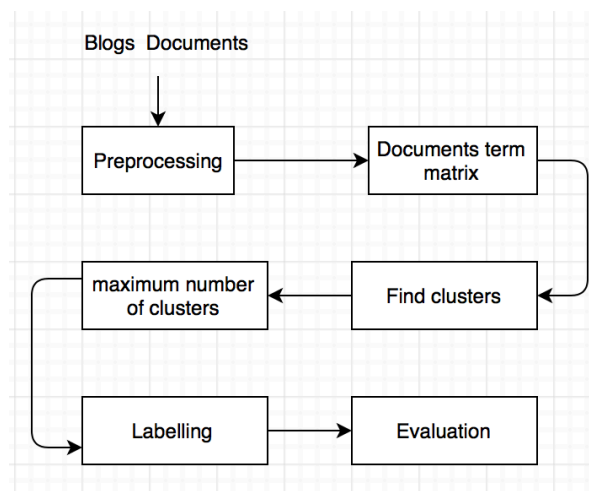 Blogs Documents
Preprocessing
Documents term
matrix
maximum number
of clusters
Find clusters
Labelling
Evaluation